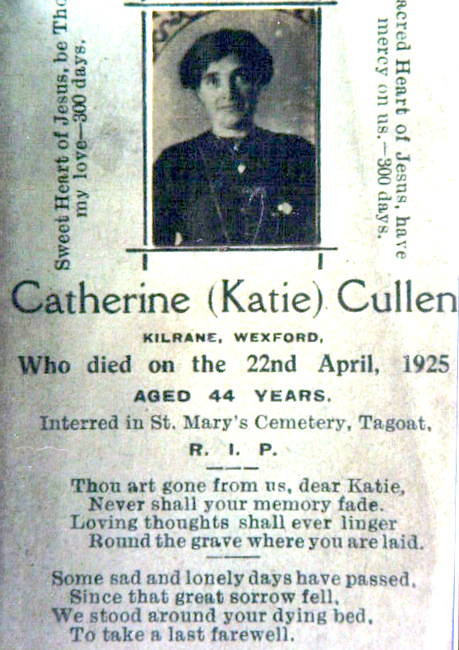 Sweet Heart of Jesus, be Tho
my love—300 days.
acred Heart of Jesus, have
mercy on us.—300 days.
Catherine (Katie) Cullen
KILRANE, WEXFORD,
Who died on the 22nd April, 1925
AGED 44 YEARS.
Interred in St. Mary's Cemetery, Tagoat,
R. I. P.
Thou art gone from us, dear Katie,
Never shall your memory fade.
Loving thoughts shall ever linger
Round the grave where you are laid.
Some sad and lonely days have passed,
Since that great sorrow fell,
We stood around your dying bed,
To take a last farewell.